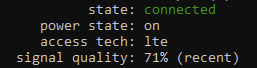 state: connected
power state: on
access tech: lte
signal quality: 71% (recent)